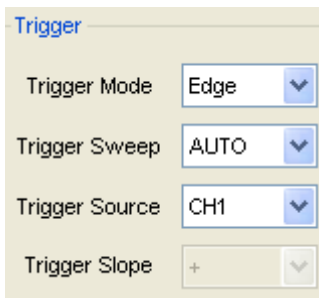 Trigger
Trigger Mode Edge
Trigger Sweep AUTO
Trigger Source CH1
Trigger Slope +